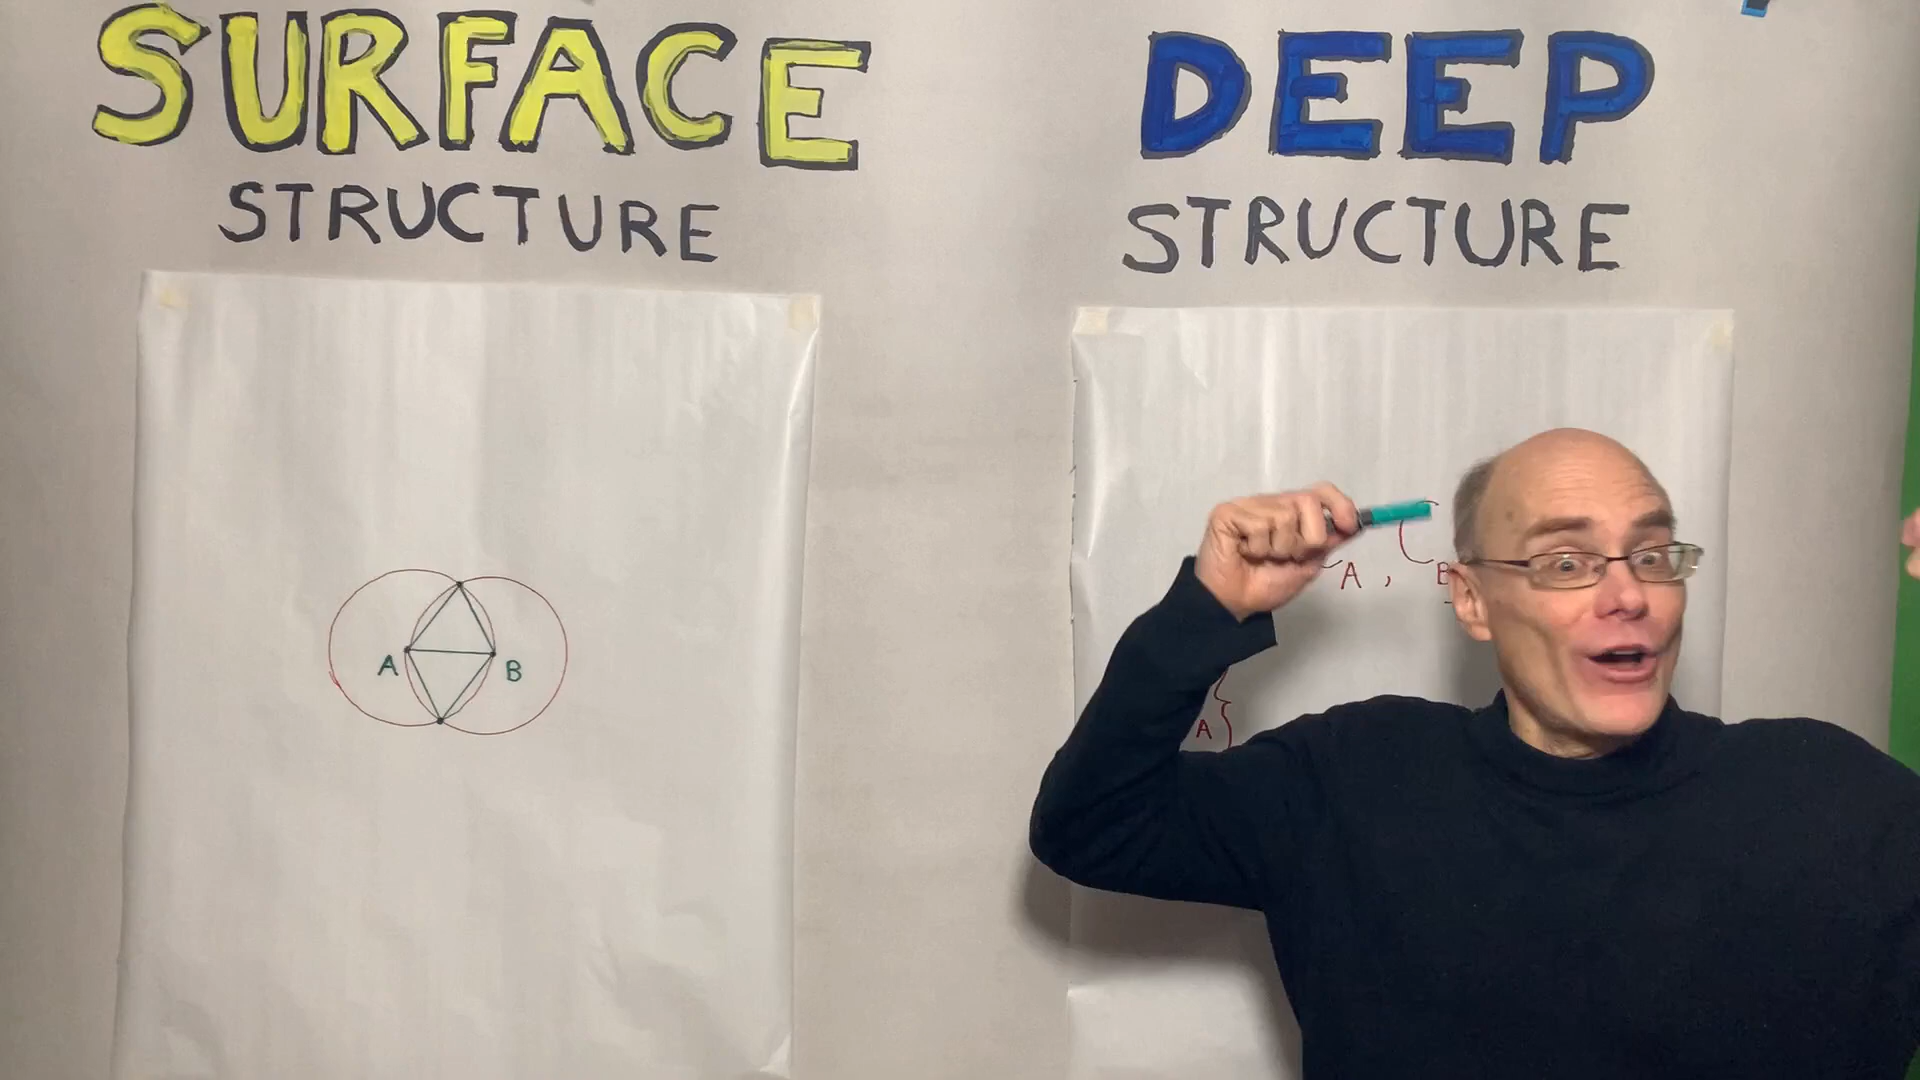 SURFACE
STRUCTURE
A B
DEEP
STRUCTURE
A , B
A {